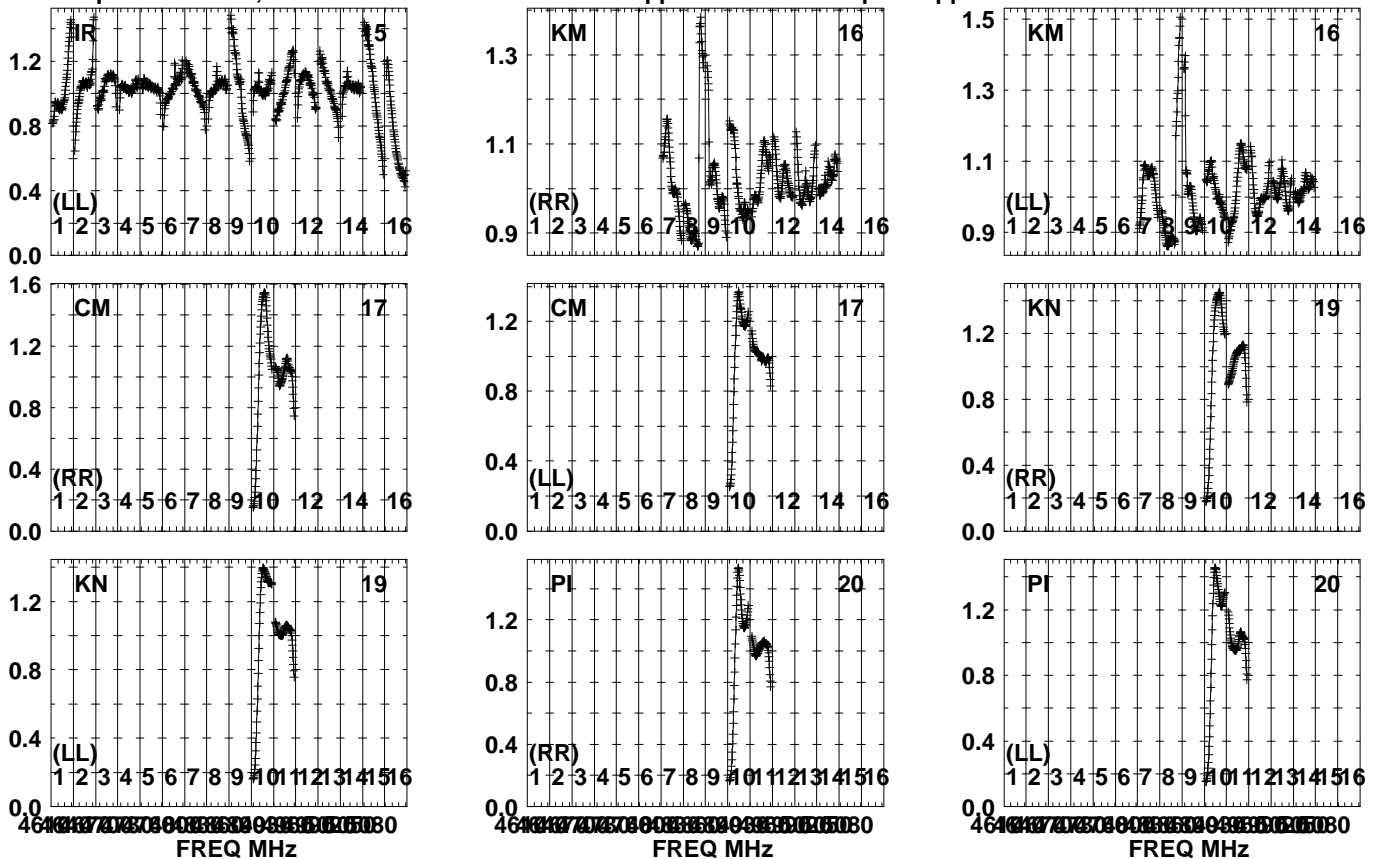 IR 15
1.2
0.8
0.4
(LL)
1 2 3 4 5 6 7 8 9 10 12 14 16
0.0
KM 16
1.3
1.1
(RR)
1 2 3 4 5 6 7 8 9 10 12 14 16
0.9
1.5
KM 16
1.3
1.1
(LL)
1 2 3 4 5 6 7 8 9 10 12 14 16
0.9
1.6
CM 17
1.2
0.8
0.4
(RR)
1 2 3 4 5 6 7 8 9 10 12 14 16
0.0
CM 17
1.2
0.8
0.4
(LL)
1 2 3 4 5 6 7 8 9 10 12 14 16
0.0
KN 19
1.2
0.8
0.4
(RR)
1 2 3 4 5 6 7 8 9 10 12 14 16
0.0
KN 19
1.2
0.8
0.4
(LL)
1 2 3 4 5 6 7 8 9 10 11 12 13 14 15 16
0.0
FREQ MHz
PI 20
1.2
0.8
0.4
(RR)
1 2 3 4 5 6 7 8 9 10 11 12 13 14 15 16
0.0
FREQ MHz
PI 20
1.2
0.8
0.4
(LL)
1 2 3 4 5 6 7 8 9 10 11 12 13 14 15 16
0.0
FREQ MHz